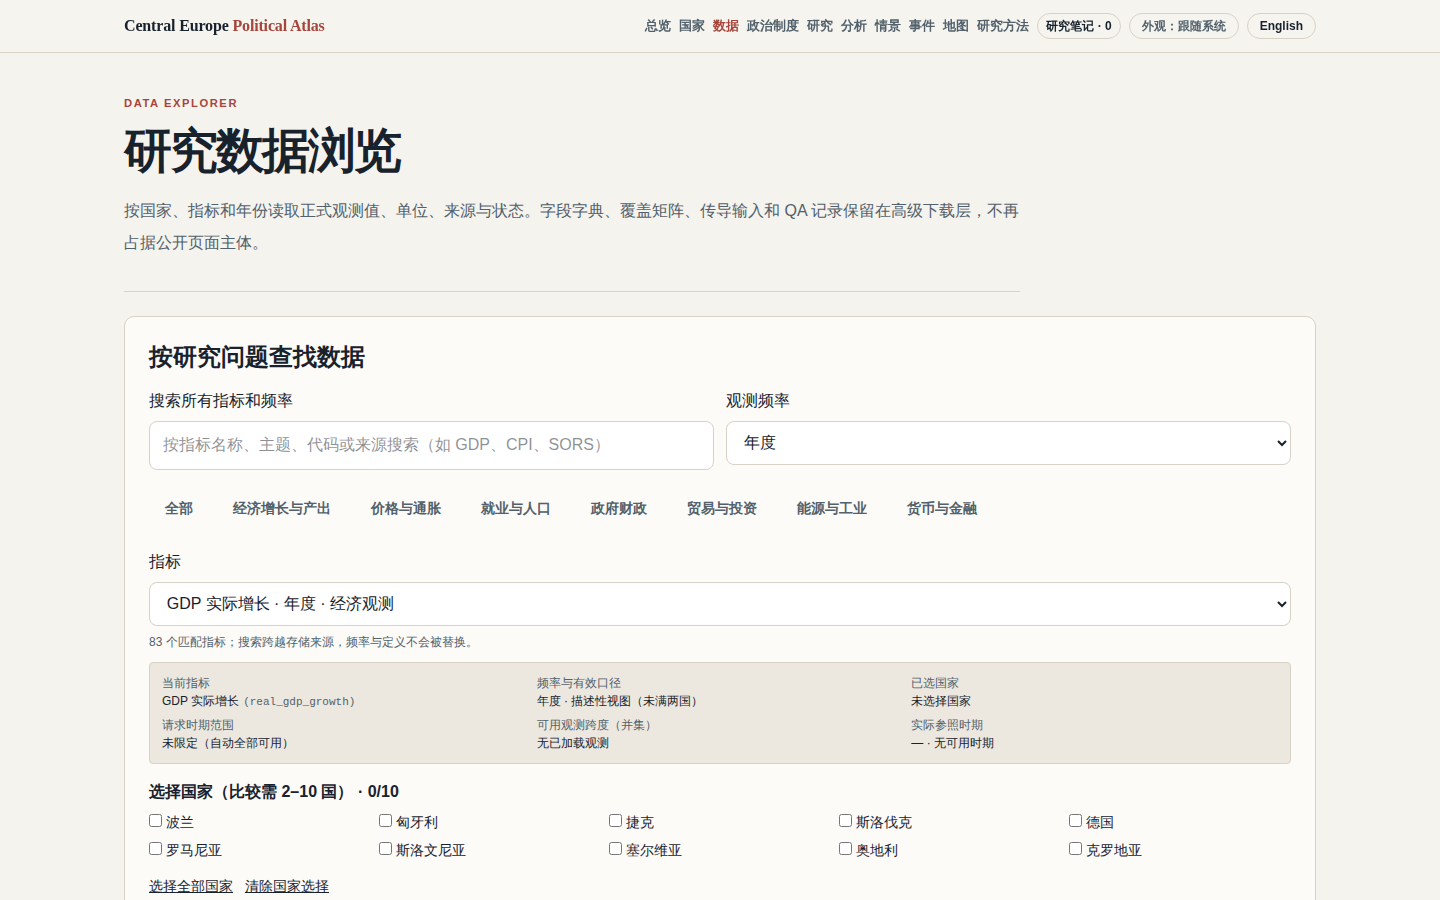 Central Europe Political Atlas
总览 国家 数据 政治制度 研究 分析 情景 事件 地图 研究方法 研究笔记 · 0 外观：跟随系统 English
DATA EXPLORER
研究数据浏览
按国家、指标和年份读取正式观测值、单位、来源与状态。字段字典、覆盖矩阵、传导输入和 QA 记录保留在高级下载层，不再
占据公开页面主体。
按研究问题查找数据
搜索所有指标和频率 观测频率
按指标名称、主题、代码或来源搜索（如 GDP、CPI、SORS） 年度
全部 经济增长与产出 价格与通胀 就业与人口 政府财政 贸易与投资 能源与工业 货币与金融
指标
GDP 实际增长 · 年度 · 经济观测
83 个匹配指标；搜索跨越存储来源，频率与定义不会被替换。
当前指标 频率与有效口径 已选国家
GDP 实际增长 (real_gdp_growth) 年度 · 描述性视图（未满两国） 未选择国家
请求时期范围 可用观测跨度（并集） 实际参照时期
未限定（自动全部可用） 无已加载观测 — · 无可用时期
选择国家（比较需 2–10 国） · 0/10
波兰 匈牙利 捷克 斯洛伐克 德国
罗马尼亚 斯洛文尼亚 塞尔维亚 奥地利 克罗地亚
选择全部国家 清除国家选择